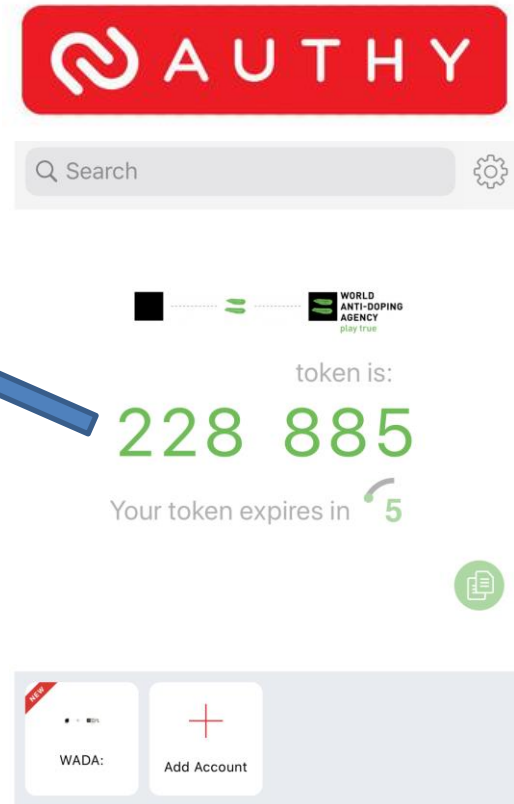 AUTHY
Search
WORLD
ANTI-DOPING
AGENCY
play true
token is:
228 885
Your token expires in 5
NEW
WADA:
Add Account